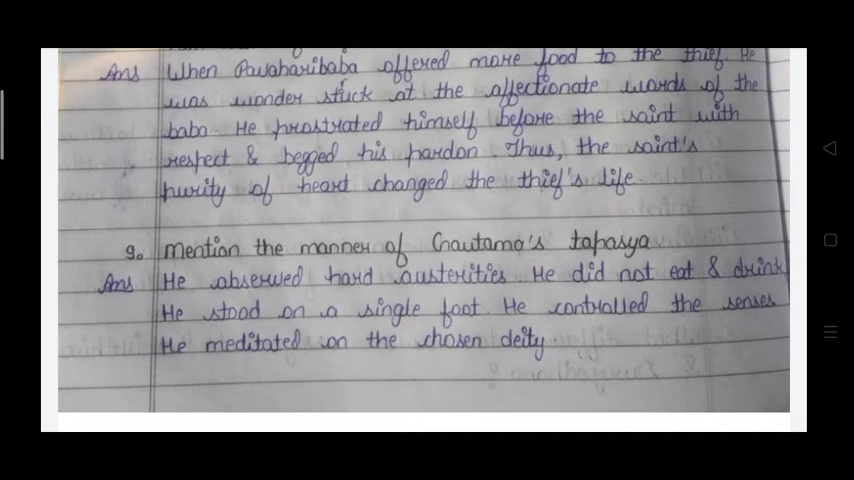 Ans When Pavaharibaba offered more food to the thief. He
was wonder stuck at the affectionate words of the
baba. He prostrated himself before the saint with
respect & begged his pardon. Thus, the saint's
purity of heart changed the thief's life.
9. Mention the manner of Gautama's tapasya
Ans He observed hard austerities. He did not eat & drink
He stood on a single foot. He controlled the senses
He meditated on the chosen deity